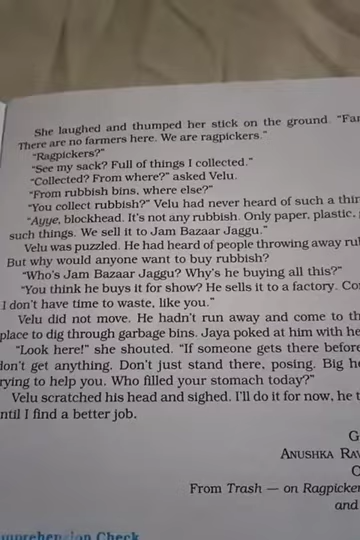 She laughed and thumped her stick on the ground. "Far
There are no farmers here. We are ragpickers."
"Ragpickers?"
"See my sack? Full of things I collected."
"Collected? From where?" asked Velu.
"From rubbish bins, where else?"
"You collect rubbish?" Velu had never heard of such a thin
"Ayye, blockhead. It's not any rubbish. Only paper, plastic,
such things. We sell it to Jam Bazaar Jaggu."
Velu was puzzled. He had heard of people throwing away ru
But why would anyone want to buy rubbish?
"Who's Jam Bazaar Jaggu? Why's he buying all this?"
"You think he buys it for show? He sells it to a factory. Co
I don't have time to waste, like you."
Velu did not move. He hadn't run away and come to th
place to dig through garbage bins. Jaya poked at him with he
"Look here!" she shouted. "If someone gets there before
don't get anything. Don't just stand there, posing. Big he
rying to help you. Who filled your stomach today?"
Velu scratched his head and sighed. I'll do it for now, he t
ntil I find a better job.
G
ANUSHKA RAV
From Trash — on Ragpicker
and
mprehension Check